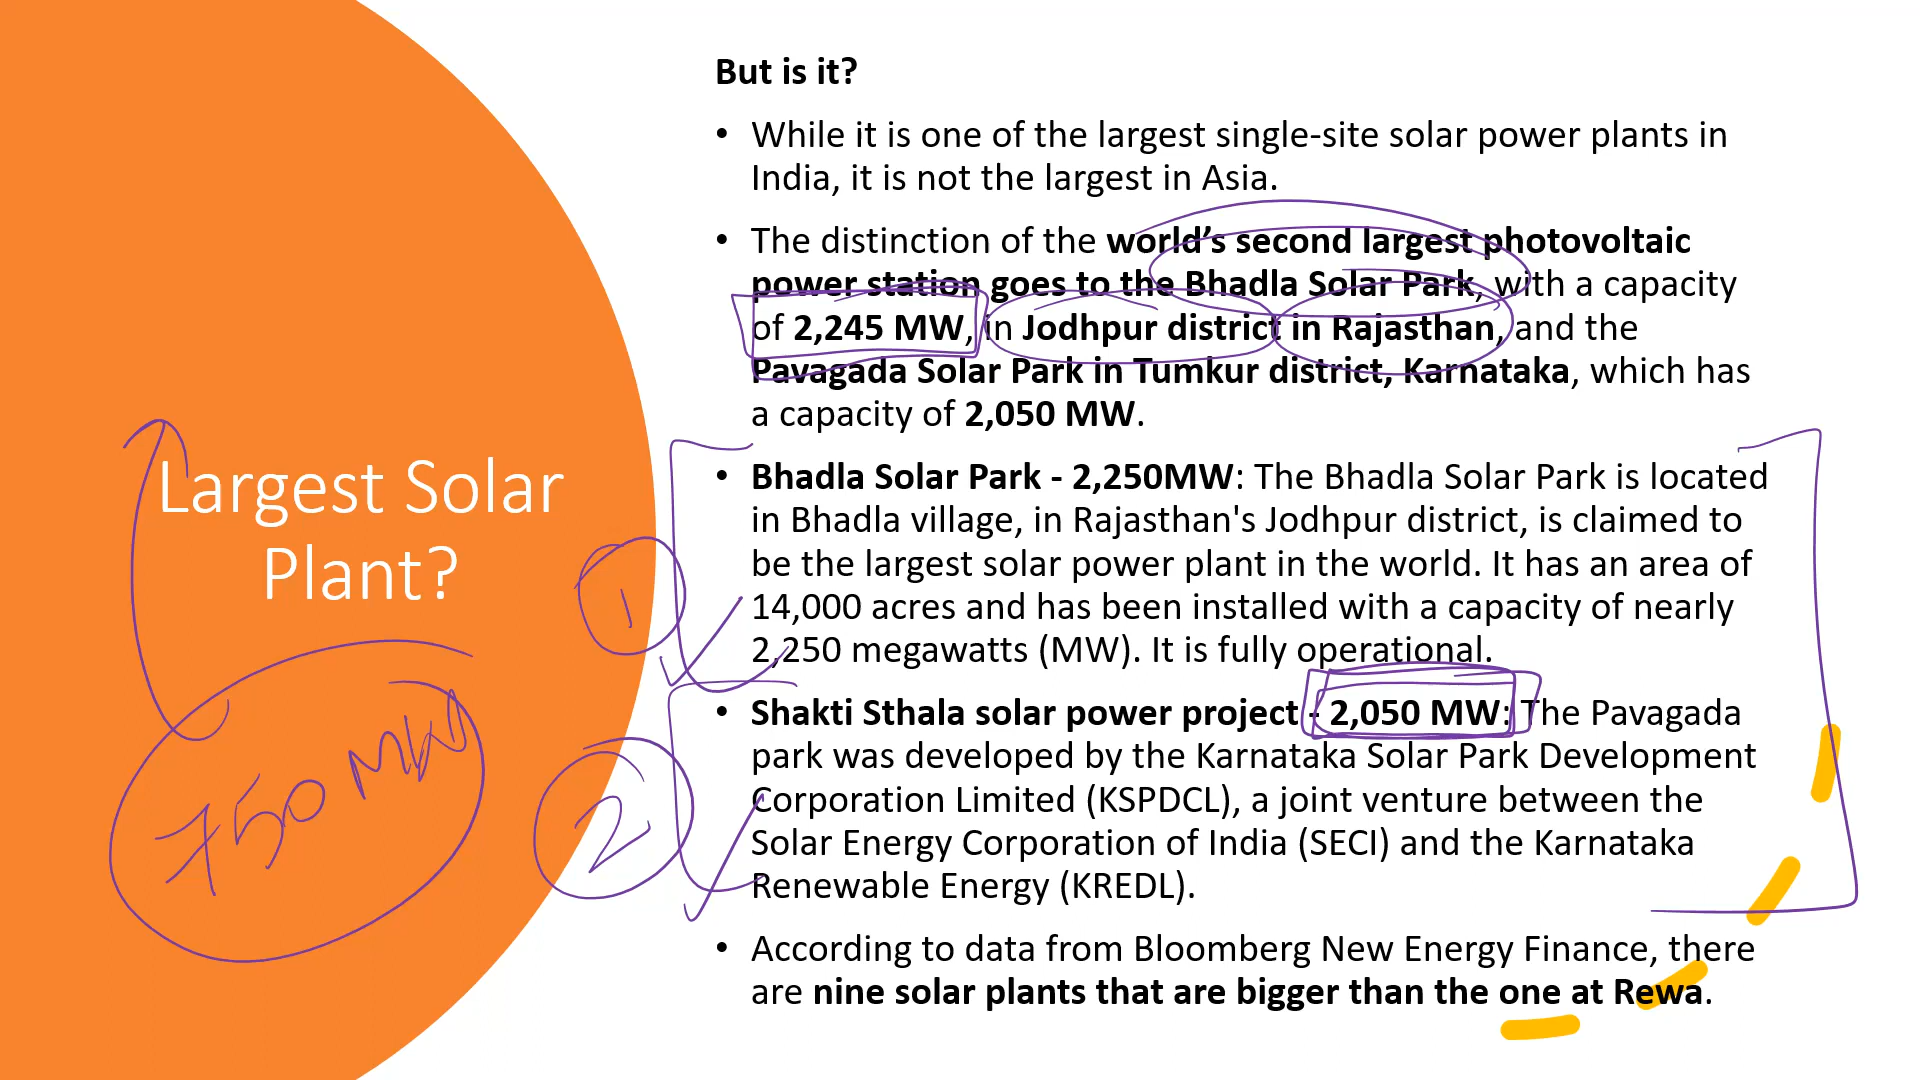 Largest Solar
Plant?
750 MW
1
2
But is it?
• While it is one of the largest single-site solar power plants in
India, it is not the largest in Asia.
• The distinction of the world's second largest photovoltaic
power station goes to the Bhadla Solar Park, with a capacity
of 2,245 MW, in Jodhpur district in Rajasthan, and the
Pavagada Solar Park in Tumkur district, Karnataka, which has
a capacity of 2,050 MW.
• Bhadla Solar Park - 2,250MW: The Bhadla Solar Park is located
in Bhadla village, in Rajasthan's Jodhpur district, is claimed to
be the largest solar power plant in the world. It has an area of
14,000 acres and has been installed with a capacity of nearly
2,250 megawatts (MW). It is fully operational.
• Shakti Sthala solar power project - 2,050 MW: The Pavagada
park was developed by the Karnataka Solar Park Development
Corporation Limited (KSPDCL), a joint venture between the
Solar Energy Corporation of India (SECI) and the Karnataka
Renewable Energy (KREDL).
• According to data from Bloomberg New Energy Finance, there
are nine solar plants that are bigger than the one at Rewa.